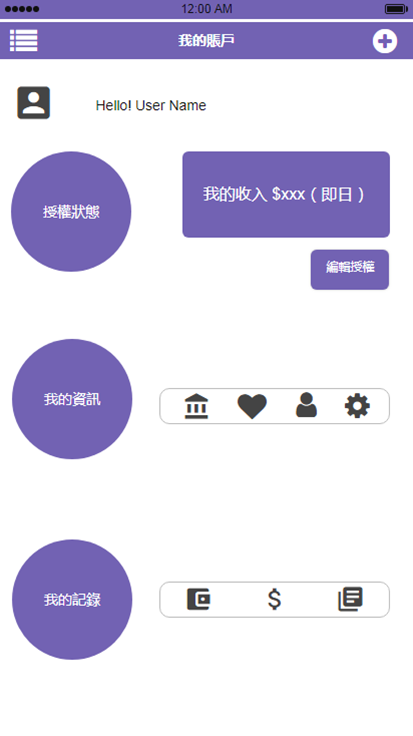 12:00 AM
我的賬戶
Hello! User Name
授權狀態
我的收入 $xxx（即日）
編輯授權
我的資訊
我的記錄